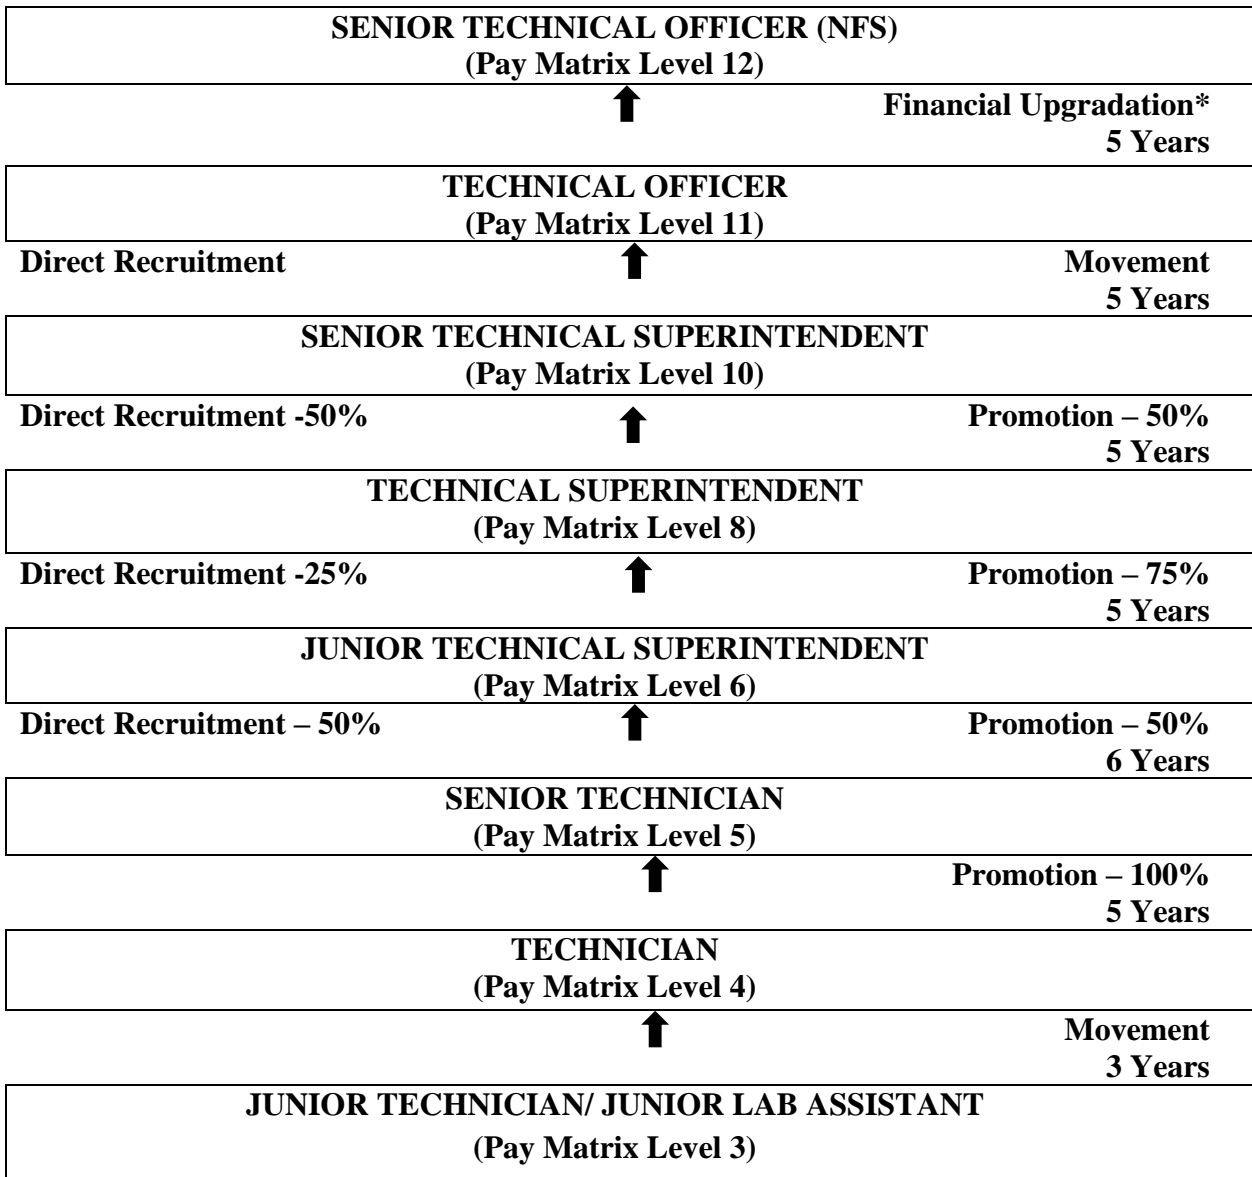 SENIOR TECHNICAL OFFICER (NFS)
(Pay Matrix Level 12)
Financial Upgradation*
5 Years
TECHNICAL OFFICER
(Pay Matrix Level 11)
Direct Recruitment Movement
5 Years
SENIOR TECHNICAL SUPERINTENDENT
(Pay Matrix Level 10)
Direct Recruitment -50% Promotion – 50%
5 Years
TECHNICAL SUPERINTENDENT
(Pay Matrix Level 8)
Direct Recruitment -25% Promotion – 75%
5 Years
JUNIOR TECHNICAL SUPERINTENDENT
(Pay Matrix Level 6)
Direct Recruitment – 50% Promotion – 50%
6 Years
SENIOR TECHNICIAN
(Pay Matrix Level 5)
Promotion – 100%
5 Years
TECHNICIAN
(Pay Matrix Level 4)
Movement
3 Years
JUNIOR TECHNICIAN/ JUNIOR LAB ASSISTANT
(Pay Matrix Level 3)